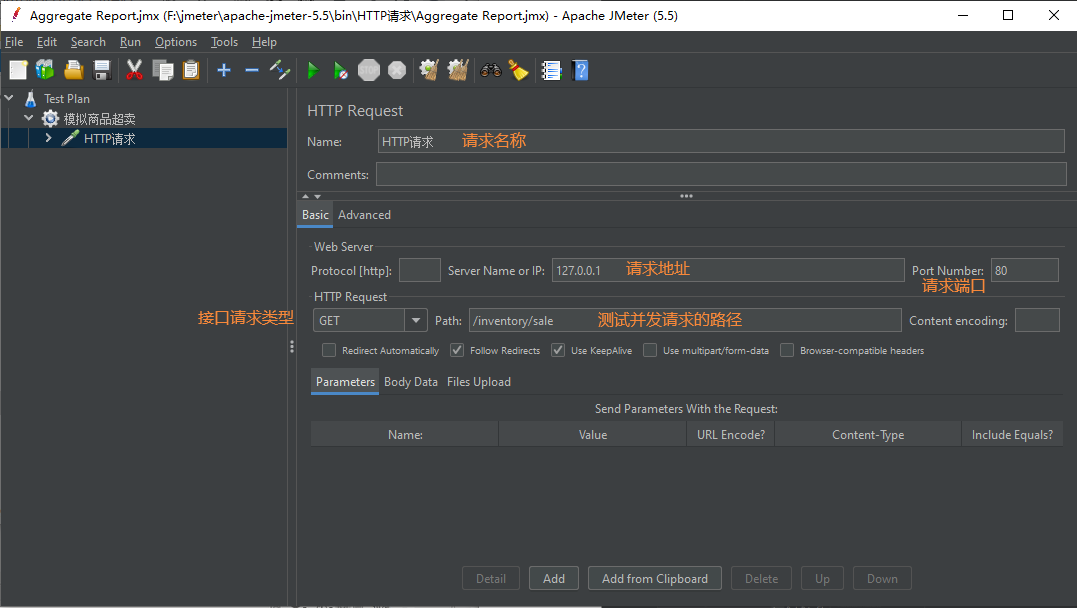 Aggregate Report.jmx (F:\jmeter\apache-jmeter-5.5\bin\HTTP请求\Aggregate Report.jmx) - Apache JMeter (5.5)
File Edit Search Run Options Tools Help
Test Plan
模拟商品超卖
HTTP请求
HTTP Request
Name: HTTP请求 请求名称
Comments:
Basic Advanced
Web Server
Protocol [http]: Server Name or IP: 127.0.0.1 请求地址 Port Number: 80
请求端口
HTTP Request
接口请求类型 GET Path: /inventory/sale 测试并发请求的路径 Content encoding:
Redirect Automatically Follow Redirects Use KeepAlive Use multipart/form-data Browser-compatible headers
Parameters Body Data Files Upload
Send Parameters With the Request:
Name: Value URL Encode? Content-Type Include Equals?
Detail Add Add from Clipboard Delete Up Down